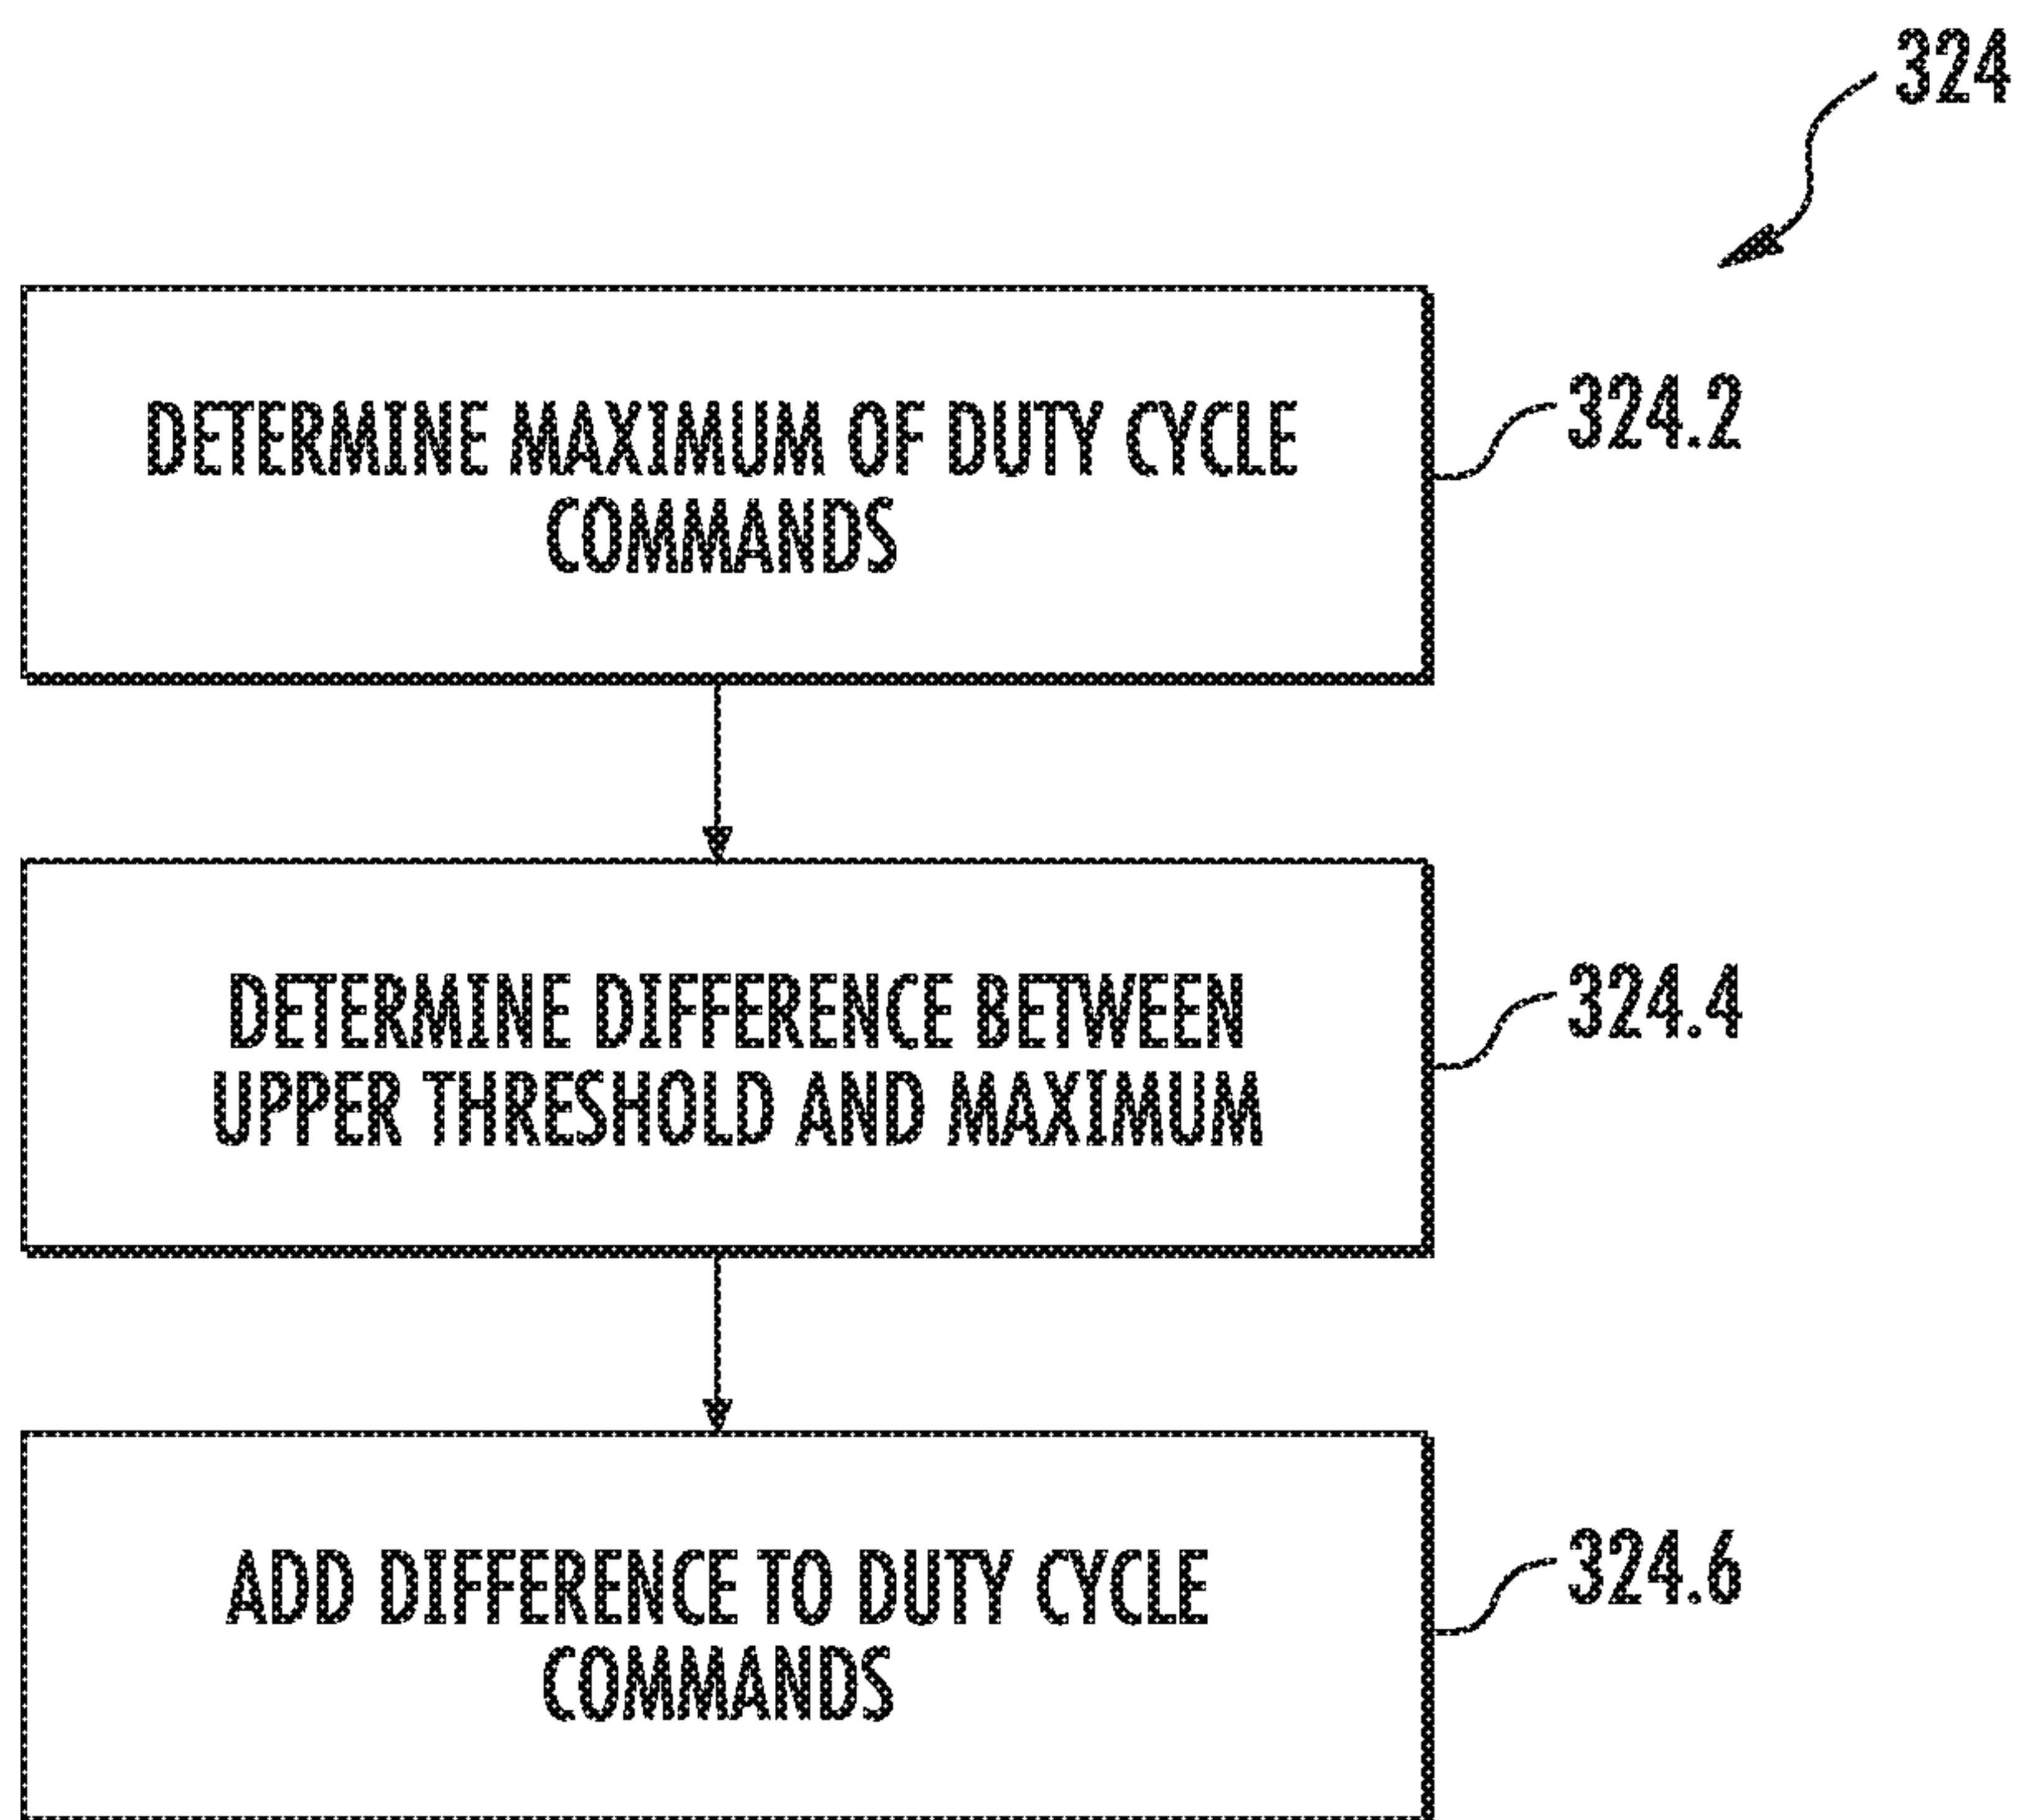 324
DETERMINE MAXIMUM OF DUTY CYCLE
COMMANDS
324.2
DETERMINE DIFFERENCE BETWEEN
UPPER THRESHOLD AND MAXIMUM
324.4
ADD DIFFERENCE TO DUTY CYCLE
COMMANDS
324.6